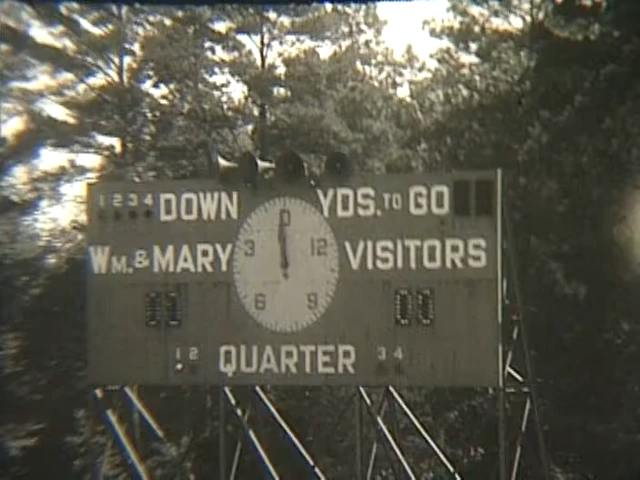 1 2 3 4 DOWN YDS. TO GO
WM. & MARY VISITORS
0
3 12
6 9
00
1 2 QUARTER 3 4